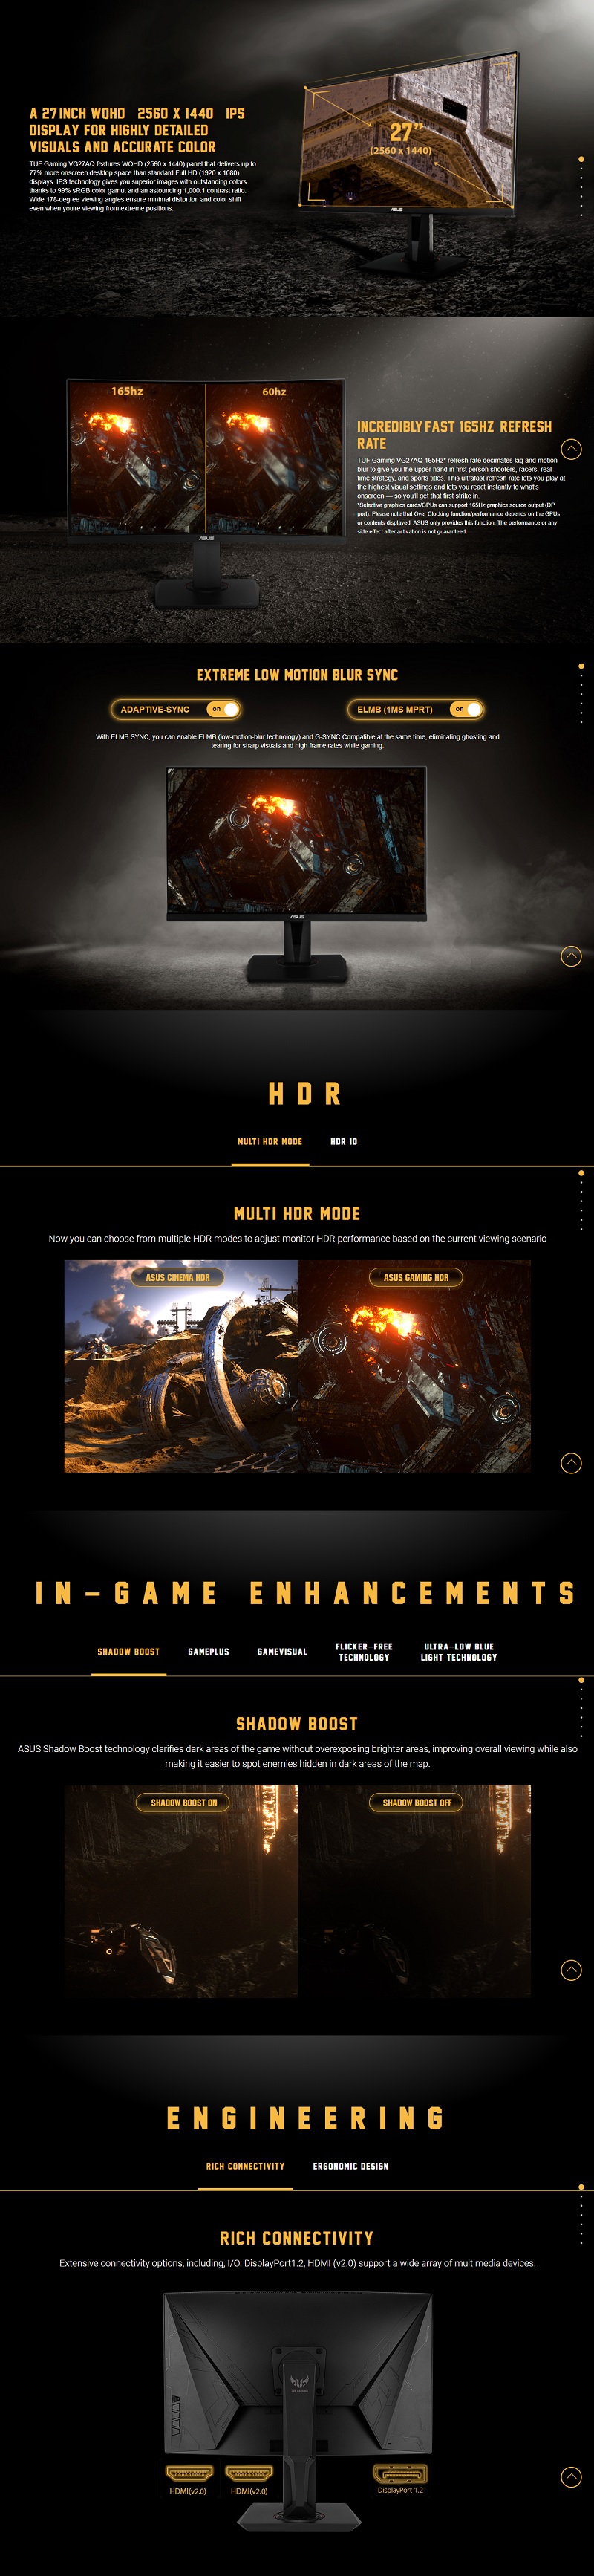 A 27 INCH WQHD 2560 X 1440 IPS
DISPLAY FOR HIGHLY DETAILED
VISUALS AND ACCURATE COLOR
TUF Gaming VG27AQ features WQHD (2560 x 1440) panel that delivers up to
77% more onscreen desktop space than standard Full HD (1920 x 1080)
displays. IPS technology gives you superior images with outstanding colors
thanks to 99% sRGB color gamut and an astounding 1,000:1 contrast ratio.
Wide 178-degree viewing angles ensure minimal distortion and color shift
even when you're viewing from extreme positions.
27”
(2560 x 1440)
ASUS
165hz
60hz
ASUS
INCREDIBLY FAST 165HZ REFRESH
RATE
TUF Gaming VG27AQ 165Hz* refresh rate decimates lag and motion
blur to give you the upper hand in first person shooters, racers, real-
time strategy, and sports titles. This ultrafast refresh rate lets you play at
the highest visual settings and lets you react instantly to what's
onscreen — so you'll get that first strike in.
*Selective graphics cards/GPUs can support 165Hz graphics source output (DP
port). Please note that Over Clocking function/performance depends on the GPUs
or contents displayed. ASUS only provides this function. The performance or any
side effect after activation is not guaranteed.
EXTREME LOW MOTION BLUR SYNC
ADAPTIVE-SYNC on
ELMB (1MS MPRT) on
With ELMB SYNC, you can enable ELMB (low-motion-blur technology) and G-SYNC Compatible at the same time, eliminating ghosting and
tearing for sharp visuals and high frame rates while gaming.
ASUS
HDR
MULTI HDR MODE
HDR 10
MULTI HDR MODE
Now you can choose from multiple HDR modes to adjust monitor HDR performance based on the current viewing scenario
ASUS CINEMA HDR
ASUS GAMING HDR
IN-GAME ENHANCEMENTS
SHADOW BOOST
GAMEPLUS
GAMEVISUAL
FLICKER-FREE
TECHNOLOGY
ULTRA-LOW BLUE
LIGHT TECHNOLOGY
SHADOW BOOST
ASUS Shadow Boost technology clarifies dark areas of the game without overexposing brighter areas, improving overall viewing while also
making it easier to spot enemies hidden in dark areas of the map.
SHADOW BOOST ON
SHADOW BOOST OFF
ENGINEERING
RICH CONNECTIVITY
ERGONOMIC DESIGN
RICH CONNECTIVITY
Extensive connectivity options, including, I/O: DisplayPort1.2, HDMI (v2.0) support a wide array of multimedia devices.
TUF GAMING
HDMI(v2.0)
HDMI(v2.0)
DisplayPort 1.2